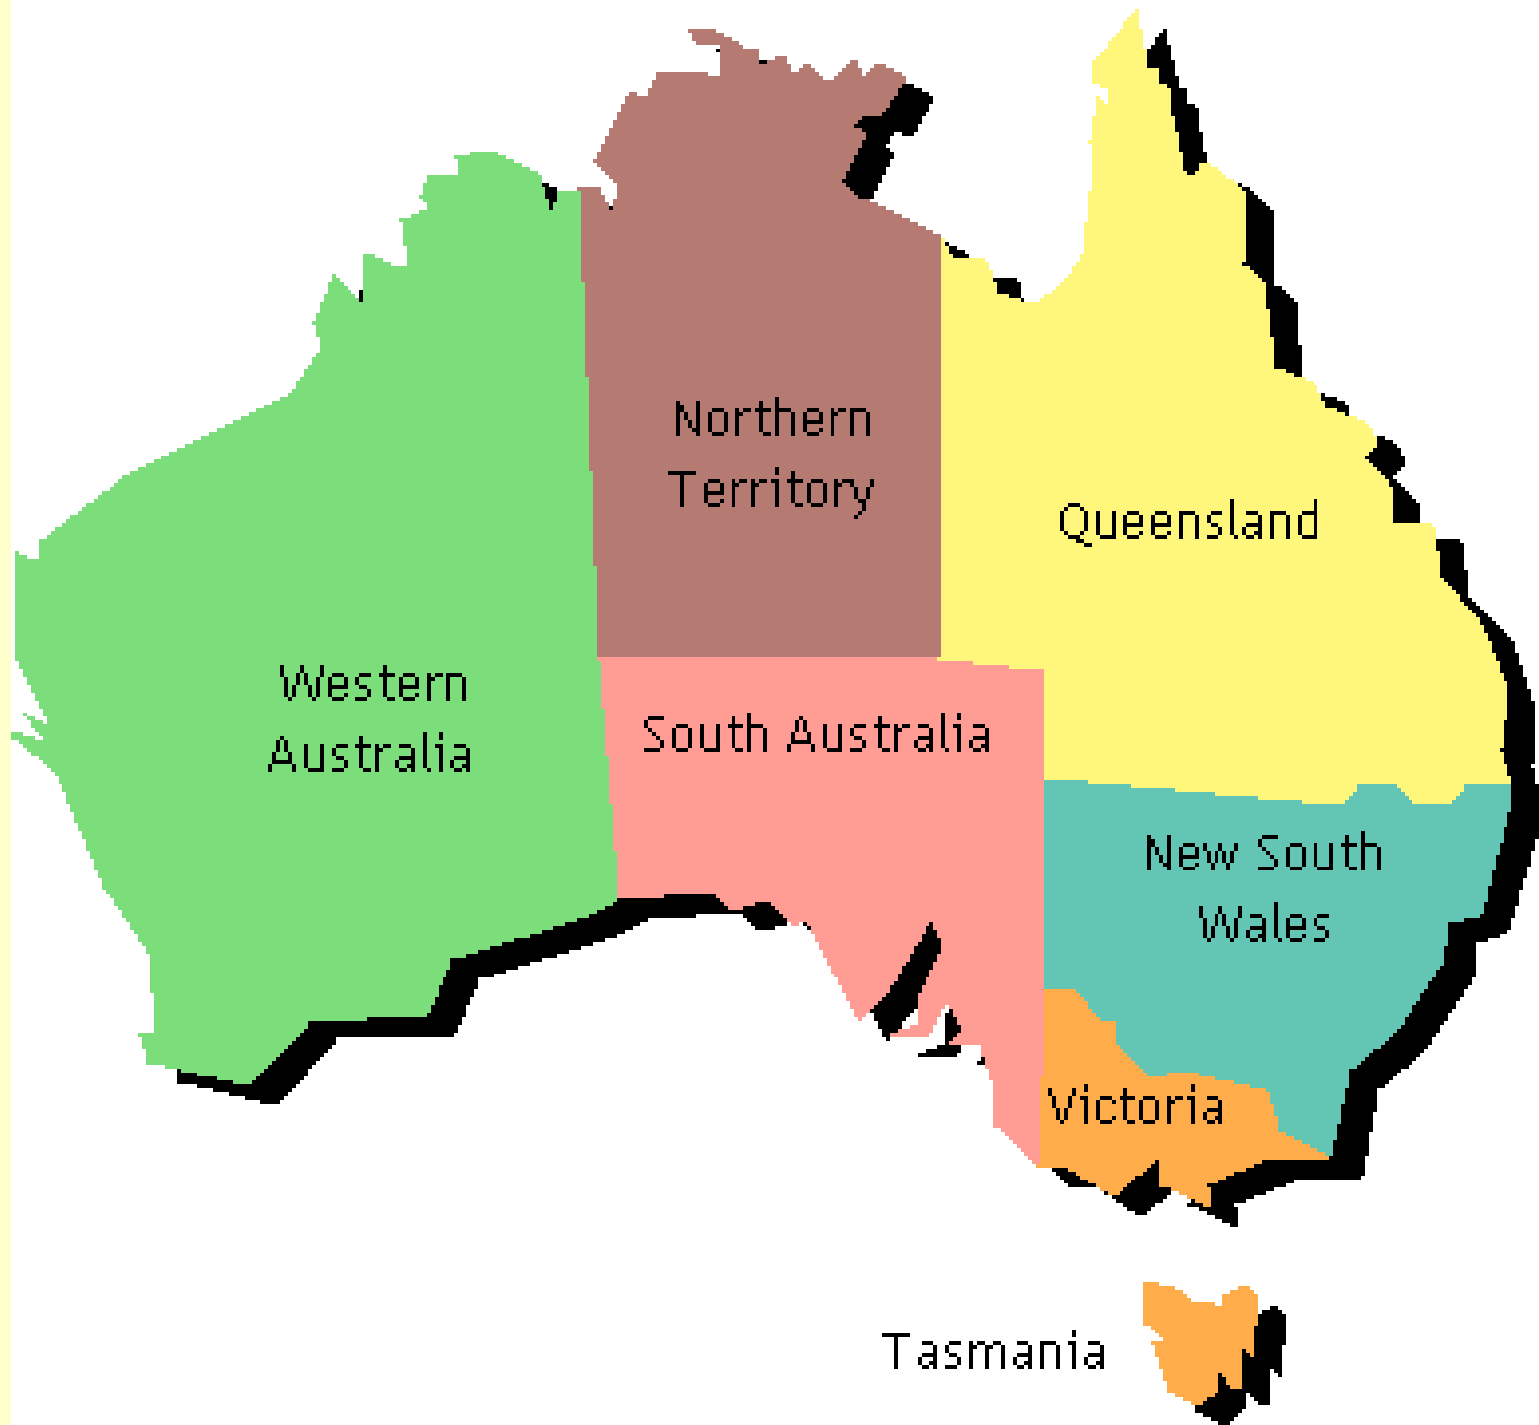 Northern
Territory
Queensland
Western
Australia
South Australia
New South
Wales
Victoria
Tasmania